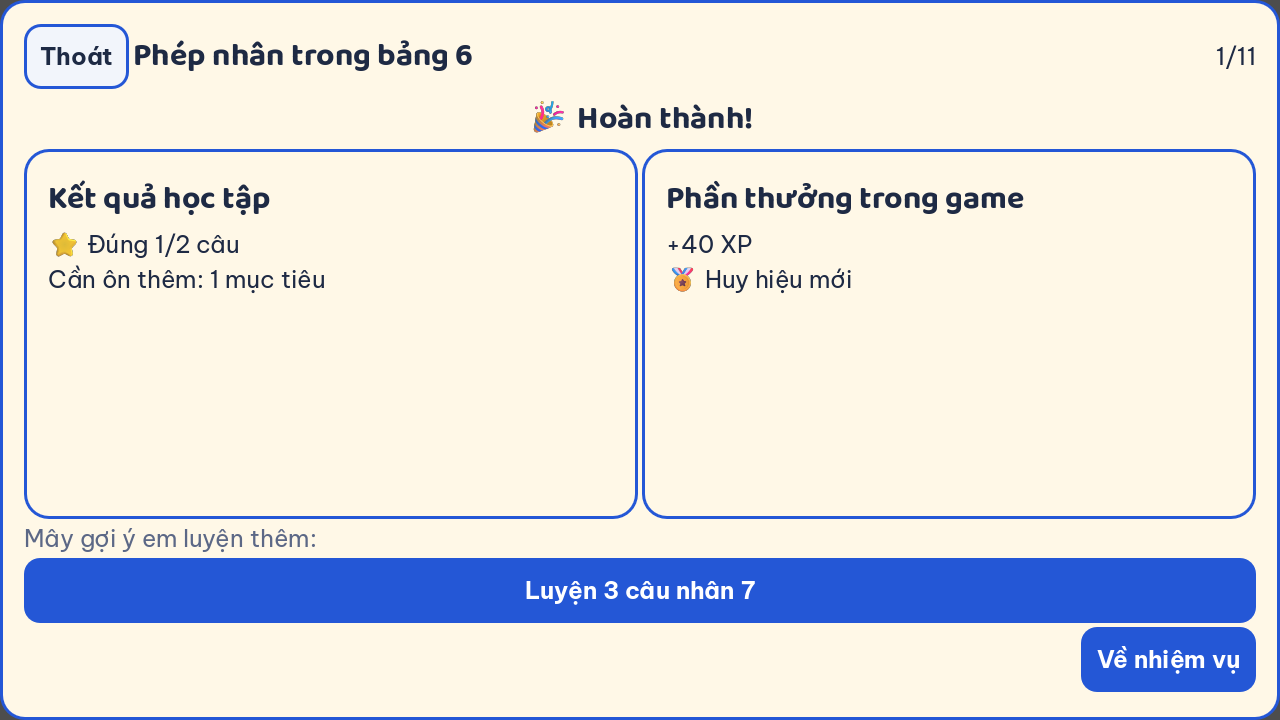 Thoát
Phép nhân trong bảng 6
1/11
🎉 Hoàn thành!
Kết quả học tập
⭐ Đúng 1/2 câu
Cần ôn thêm: 1 mục tiêu
Phần thưởng trong game
+40 XP
🏅 Huy hiệu mới
Mây gợi ý em luyện thêm:
Luyện 3 câu nhân 7
Về nhiệm vụ